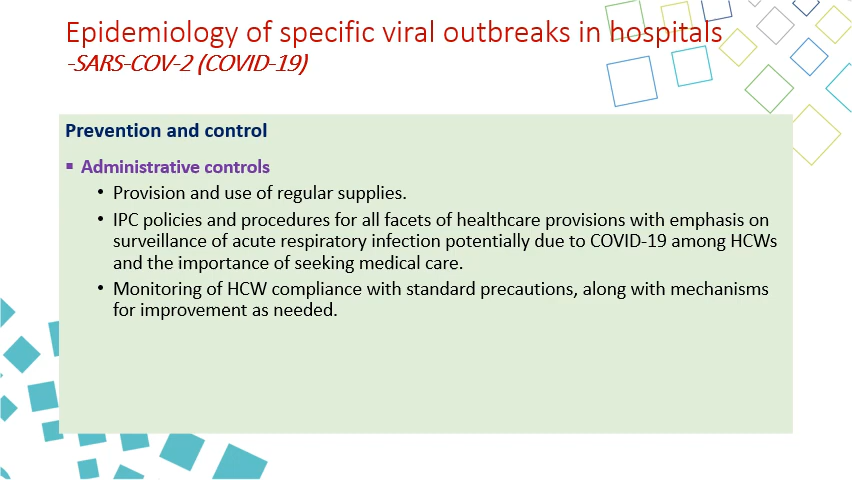 Epidemiology of specific viral outbreaks in hospitals
-SARS-COV-2 (COVID-19)
Prevention and control
▪ Administrative controls
• Provision and use of regular supplies.
• IPC policies and procedures for all facets of healthcare provisions with emphasis on
surveillance of acute respiratory infection potentially due to COVID-19 among HCWs
and the importance of seeking medical care.
• Monitoring of HCW compliance with standard precautions, along with mechanisms
for improvement as needed.